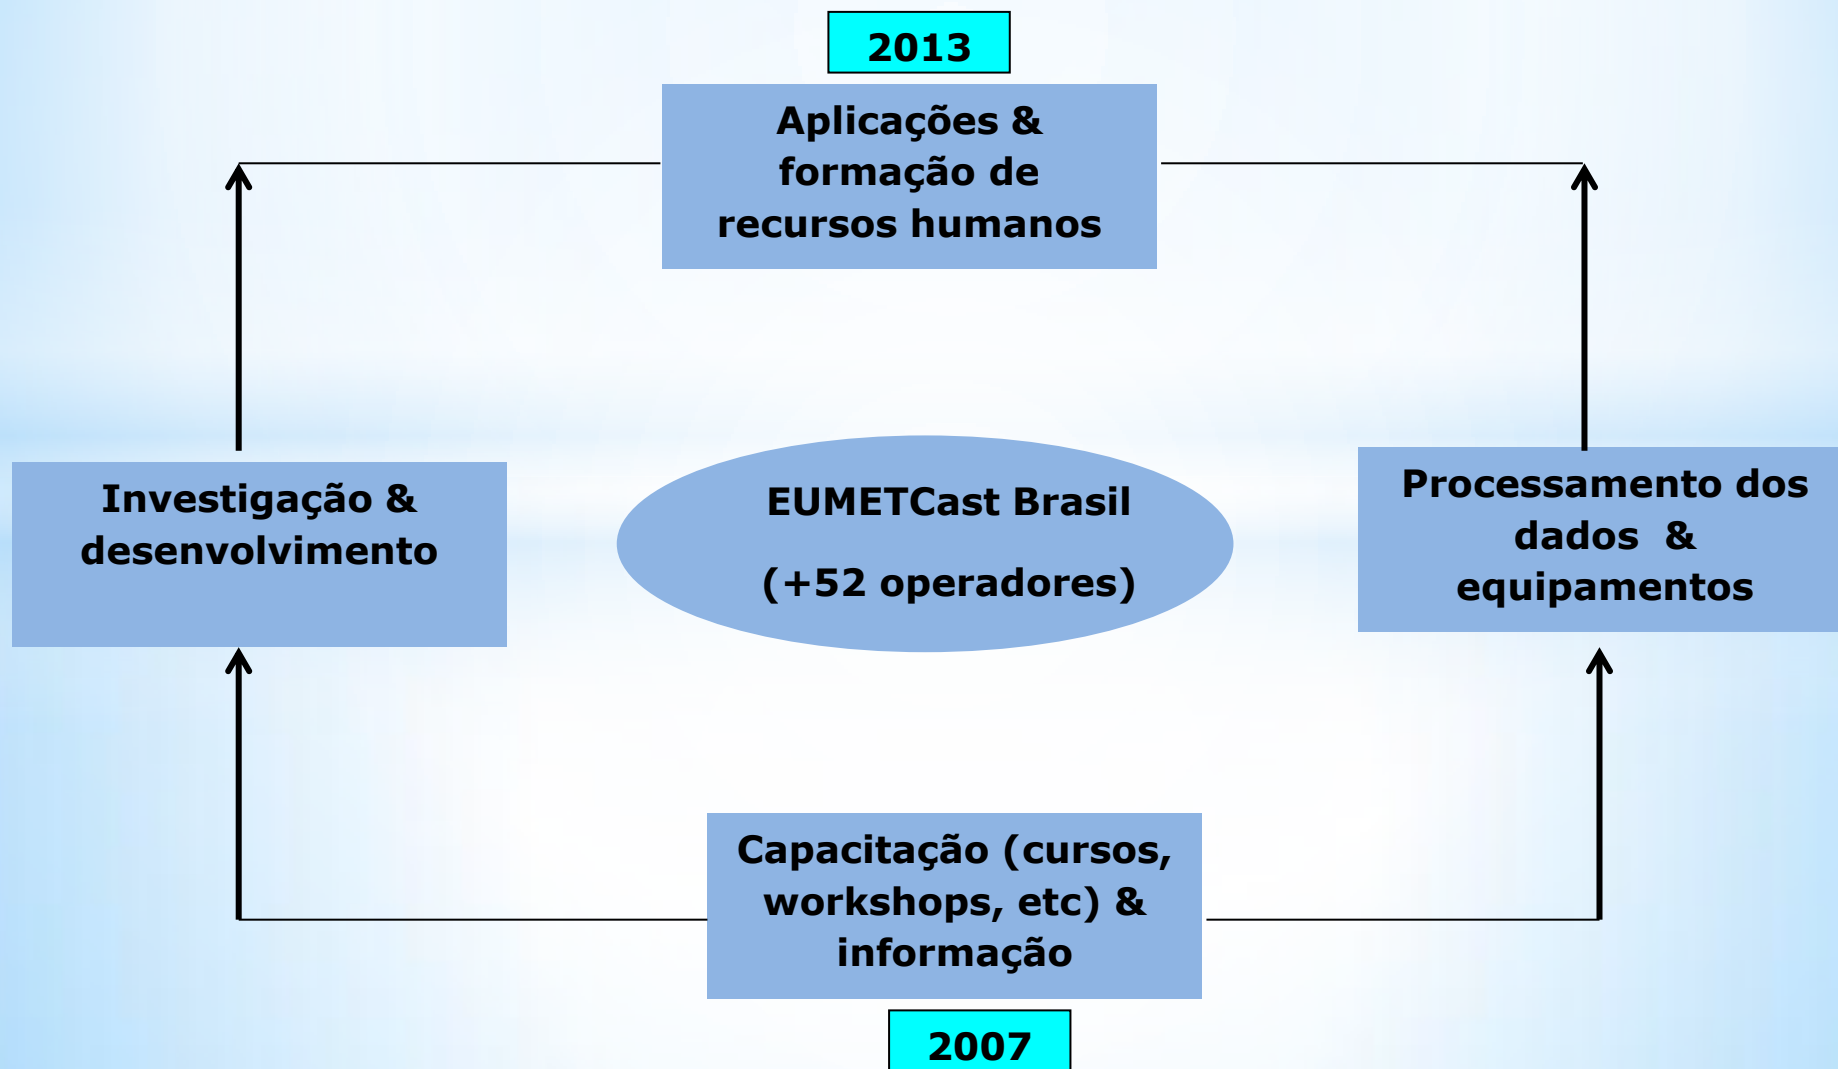 2013
Aplicações &
formação de
recursos humanos
Investigação &
desenvolvimento
EUMETCast Brasil
(+52 operadores)
Processamento dos
dados  &
equipamentos
Capacitação (cursos,
workshops, etc) &
informação
2007